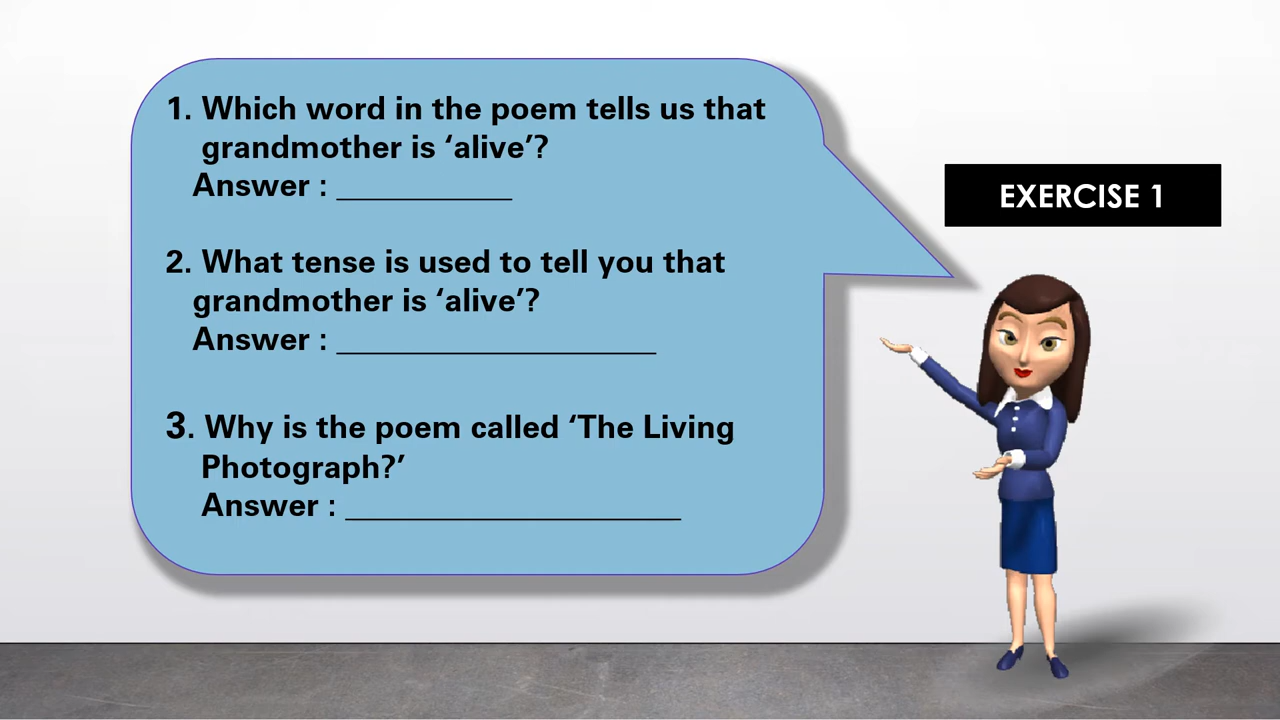 1. Which word in the poem tells us that
grandmother is ‘alive’?
Answer : __________
2. What tense is used to tell you that
grandmother is ‘alive’?
Answer : ___________________
3. Why is the poem called ‘The Living
Photograph?’
Answer : ____________________
EXERCISE 1